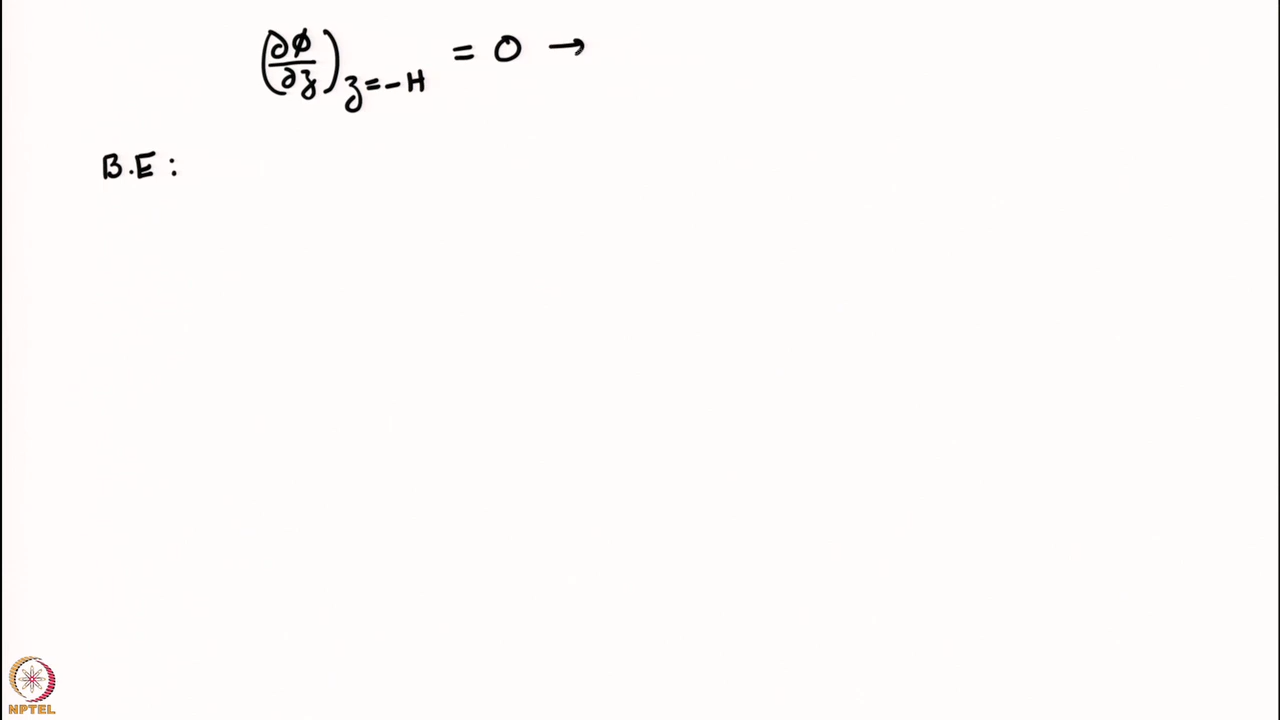 (∂φ/∂z)_{z=-H} = 0 →
B.E :
NPTEL